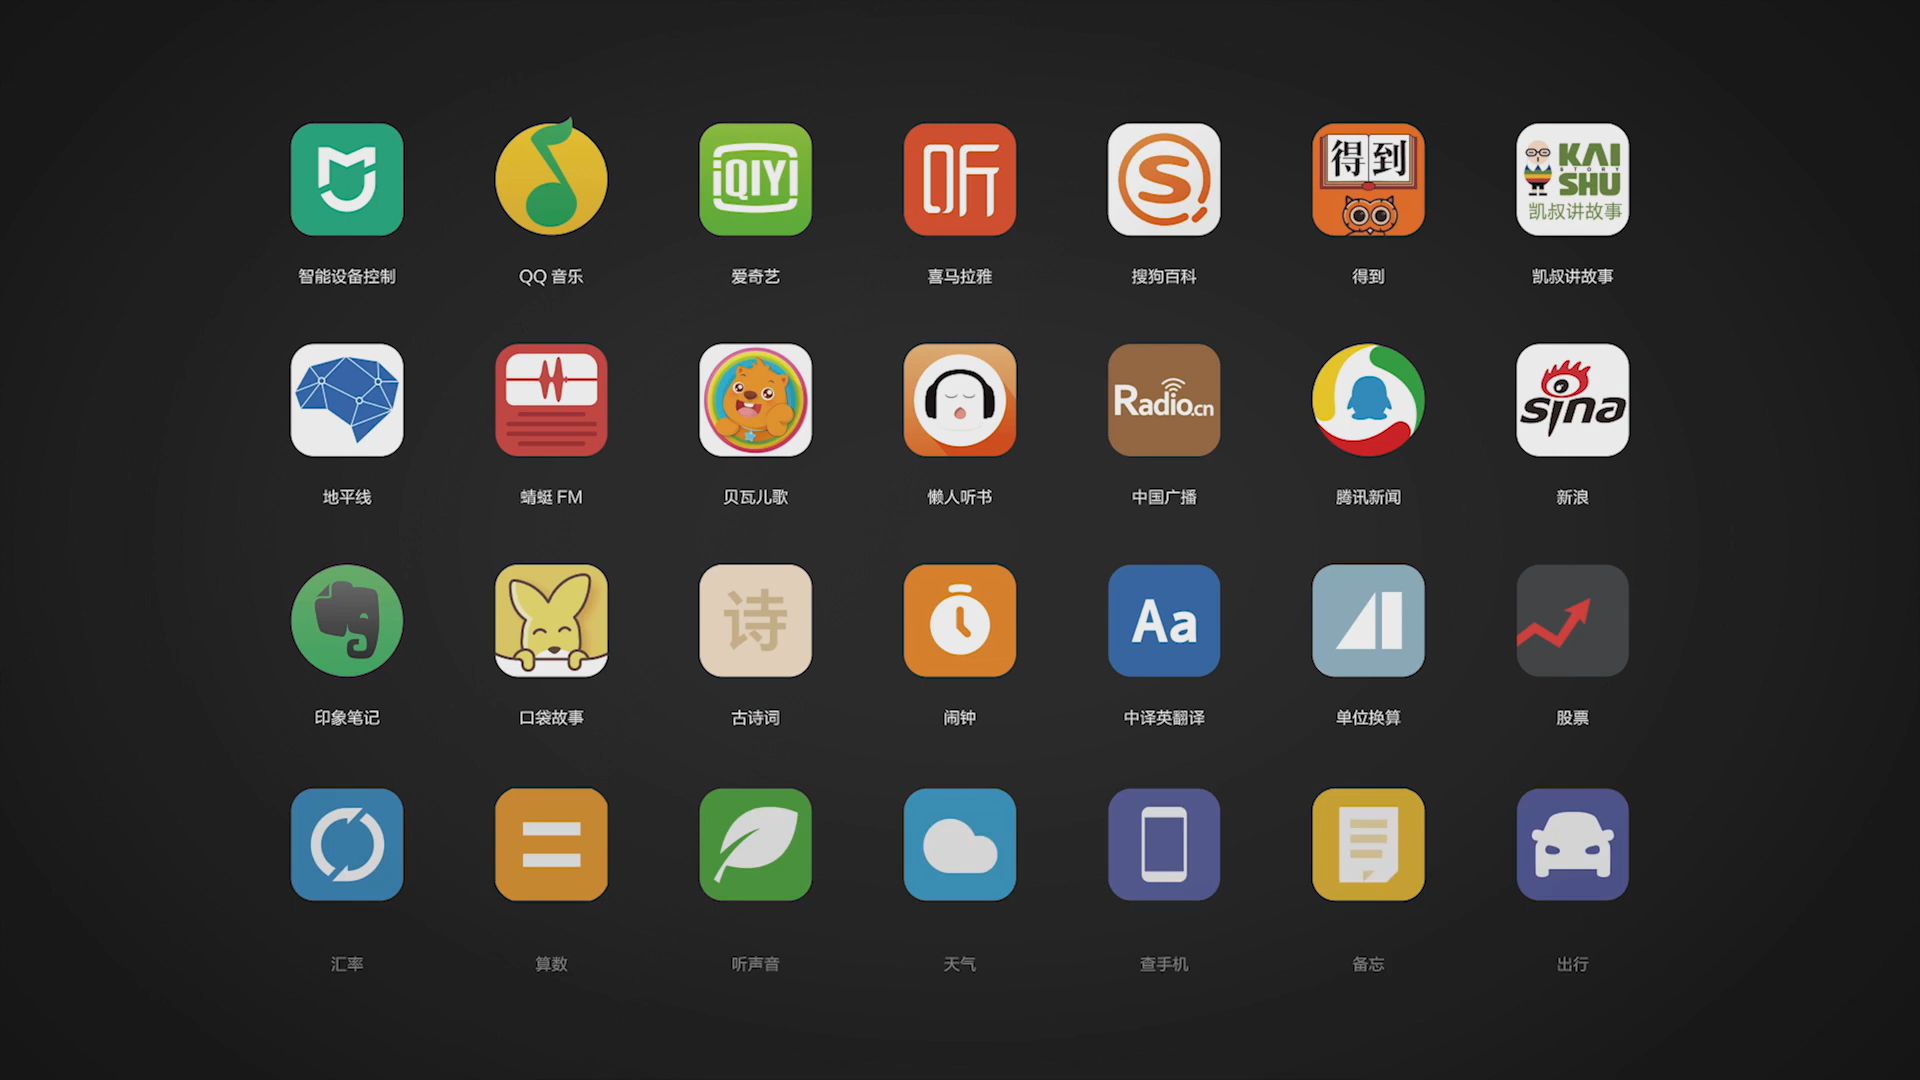 iQIYI
听
S
得到
KAI
STORY
SHU
凯叔讲故事
智能设备控制
QQ 音乐
爱奇艺
喜马拉雅
搜狗百科
得到
凯叔讲故事
Radio.cn
sina
地平线
蜻蜓 FM
贝瓦儿歌
懒人听书
中国广播
腾讯新闻
新浪
诗
Aa
印象笔记
口袋故事
古诗词
闹钟
中译英翻译
单位换算
股票
汇率
算数
听声音
天气
查手机
备忘
出行